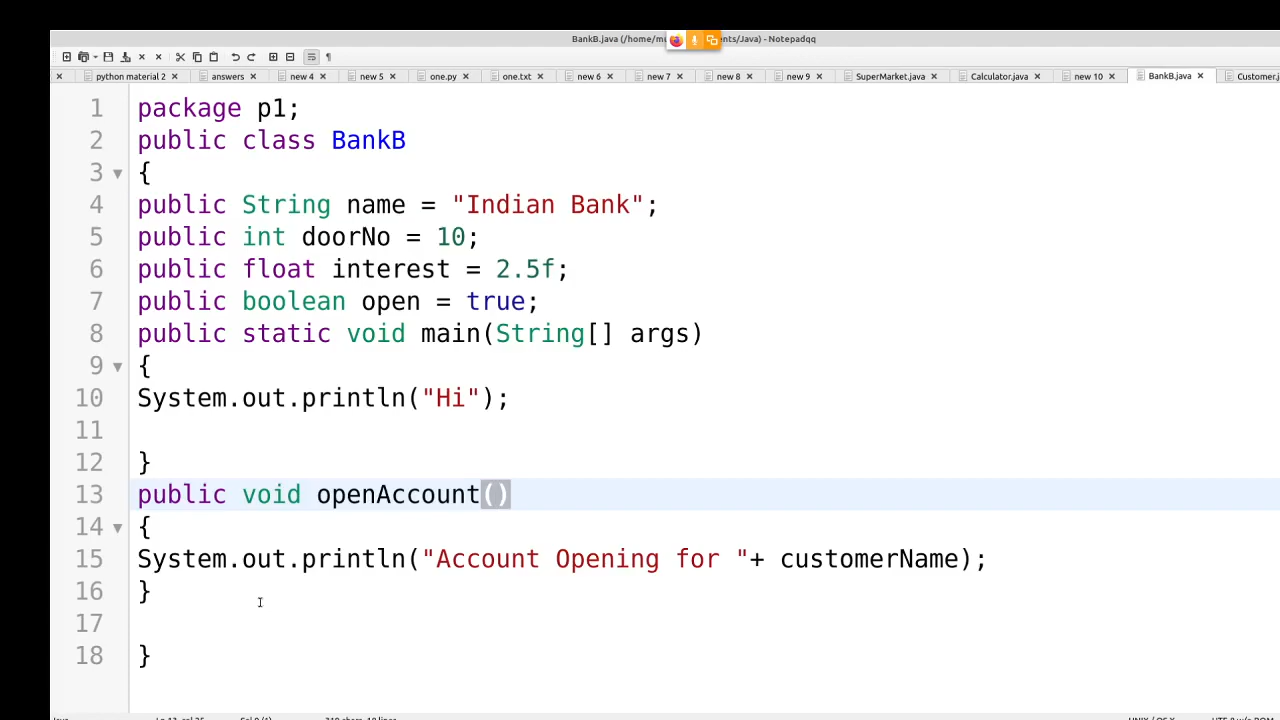 BankB.java (/home/mu ents/Java) - Notepadqq
python material 2 answers new 4 new 5 one.py one.txt new 6 new 7 new 8 new 9 SuperMarket.java Calculator.java new 10 BankB.java Customer.j
1 package p1;
2 public class BankB
3 {
4 public String name = "Indian Bank";
5 public int doorNo = 10;
6 public float interest = 2.5f;
7 public boolean open = true;
8 public static void main(String[] args)
9 {
10 System.out.println("Hi");
11
12 }
13 public void openAccount()
14 {
15 System.out.println("Account Opening for "+ customerName);
16 }
17
18 }